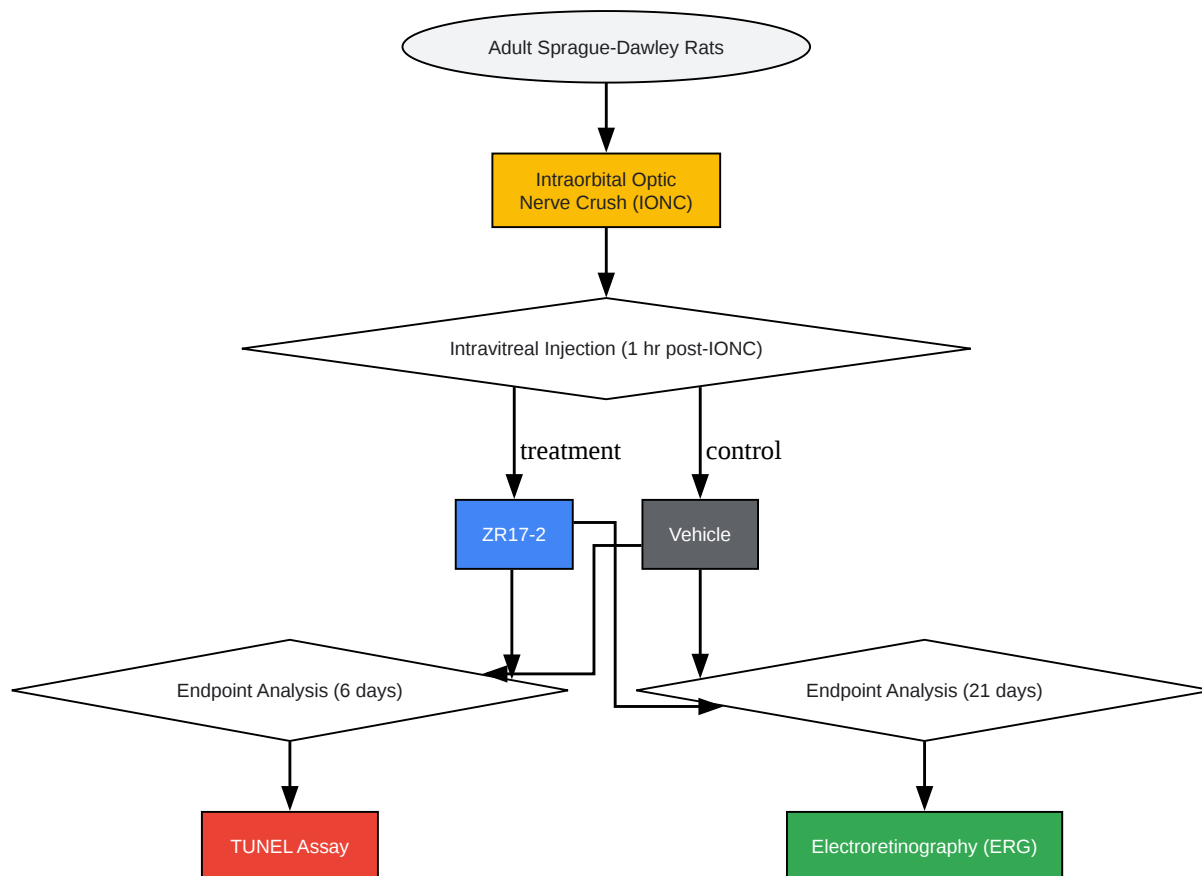 Adult Sprague-Dawley Rats
Intraorbital Optic
Nerve Crush (IONC)
Intravitreal Injection (1 hr post-IONC)
treatment
control
ZR17-2
Vehicle
Endpoint Analysis (6 days)
Endpoint Analysis (21 days)
TUNEL Assay
Electroretinography (ERG)